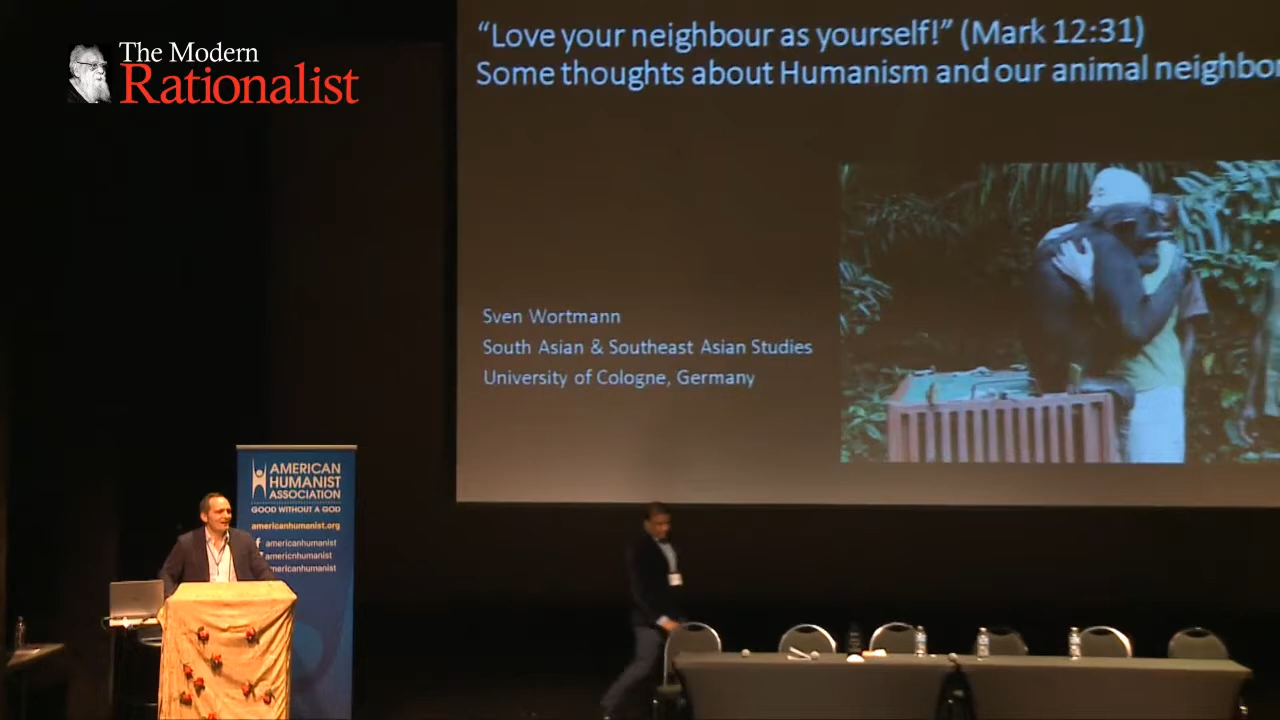 The Modern
Rationalist
“Love your neighbour as yourself!” (Mark 12:31)
Some thoughts about Humanism and our animal neighbor
Sven Wortmann
South Asian & Southeast Asian Studies
University of Cologne, Germany
AMERICAN
HUMANIST
ASSOCIATION
GOOD WITHOUT A GOD
americanhumanist.org
f americanhumanist
americnhumanist
americanhumanist